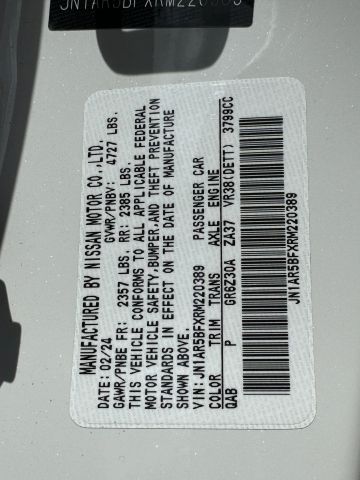 JN1AR5BFXRM220389
MANUFACTURED BY NISSAN MOTOR CO.,LTD.
DATE: 02/24 GVWR/PNBV: 4727 LBS.
GAWR/PNBE FR: 2357 LBS. RR: 2385 LBS.
THIS VEHICLE CONFORMS TO ALL APPLICABLE FEDERAL
MOTOR VEHICLE SAFETY,BUMPER,AND THEFT PREVENTION
STANDARDS IN EFFECT ON THE DATE OF MANUFACTURE
SHOWN ABOVE.
VIN: JN1AR5BFXRM220389 PASSENGER CAR
COLOR TRIM TRANS AXLE ENGINE
QAB P GR6Z30A ZA37 VR38(DETT) 3799CC
JN1AR5BFXRM220389